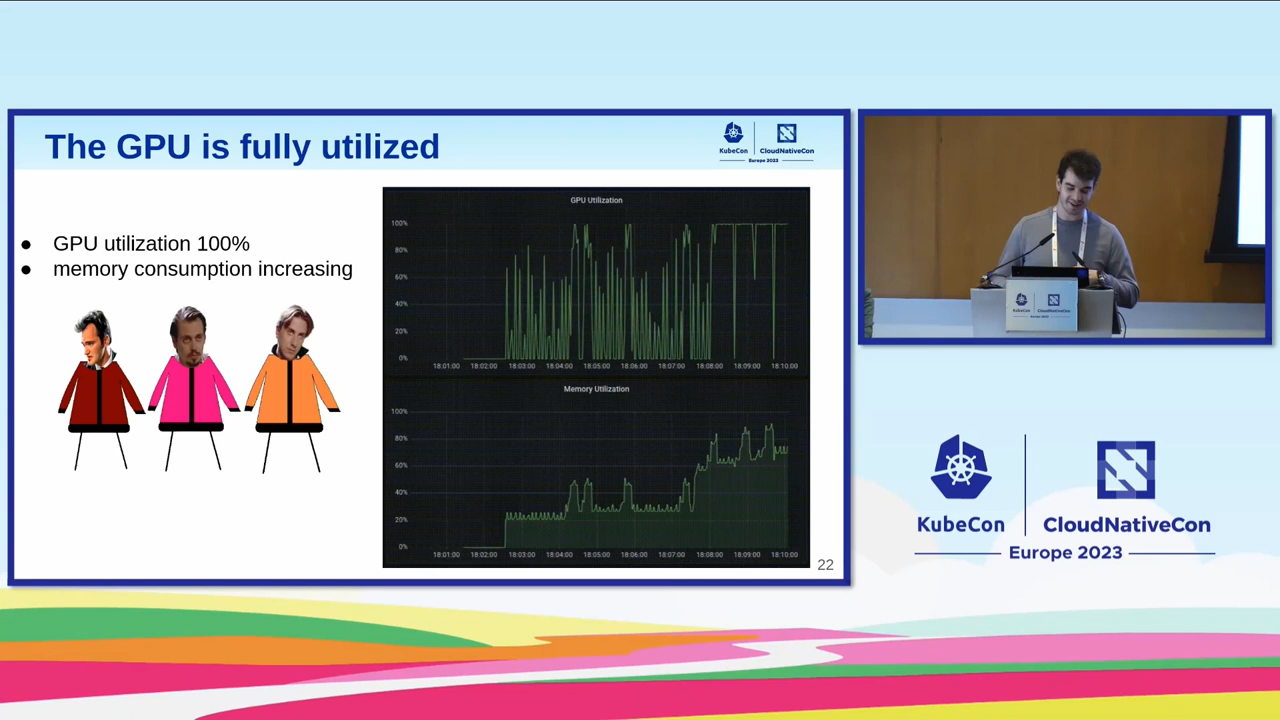 The GPU is fully utilized
KubeCon
CloudNativeCon
Europe 2023
● GPU utilization 100%
● memory consumption increasing
GPU Utilization
100%
80%
60%
40%
20%
0%
18:01:00 18:02:00 18:03:00 18:04:00 18:05:00 18:06:00 18:07:00 18:08:00 18:09:00 18:10:00
Memory Utilization
100%
80%
60%
40%
20%
0%
18:01:00 18:02:00 18:03:00 18:04:00 18:05:00 18:06:00 18:07:00 18:08:00 18:09:00 18:10:00
22
KubeCon
CloudNativeCon
Europe 2023